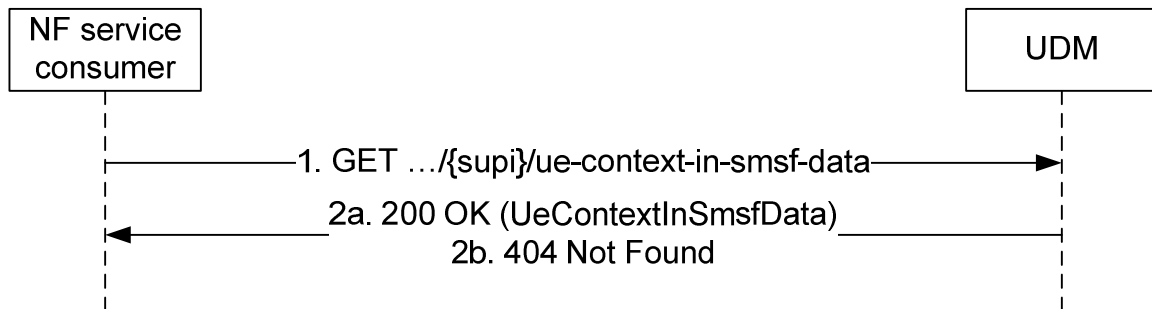 NF service
consumer
UDM
1. GET …/{supi}/ue-context-in-smsf-data
2a. 200 OK (UeContextInSmsfData)
2b. 404 Not Found